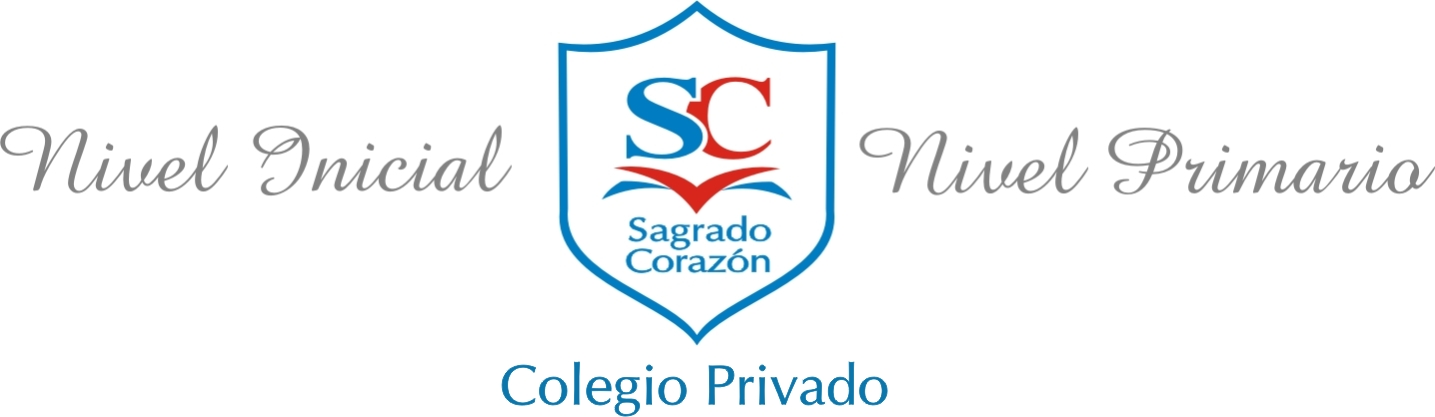 Nivel Inicial
SC
Sagrado
Corazón
Nivel Primario
Colegio Privado